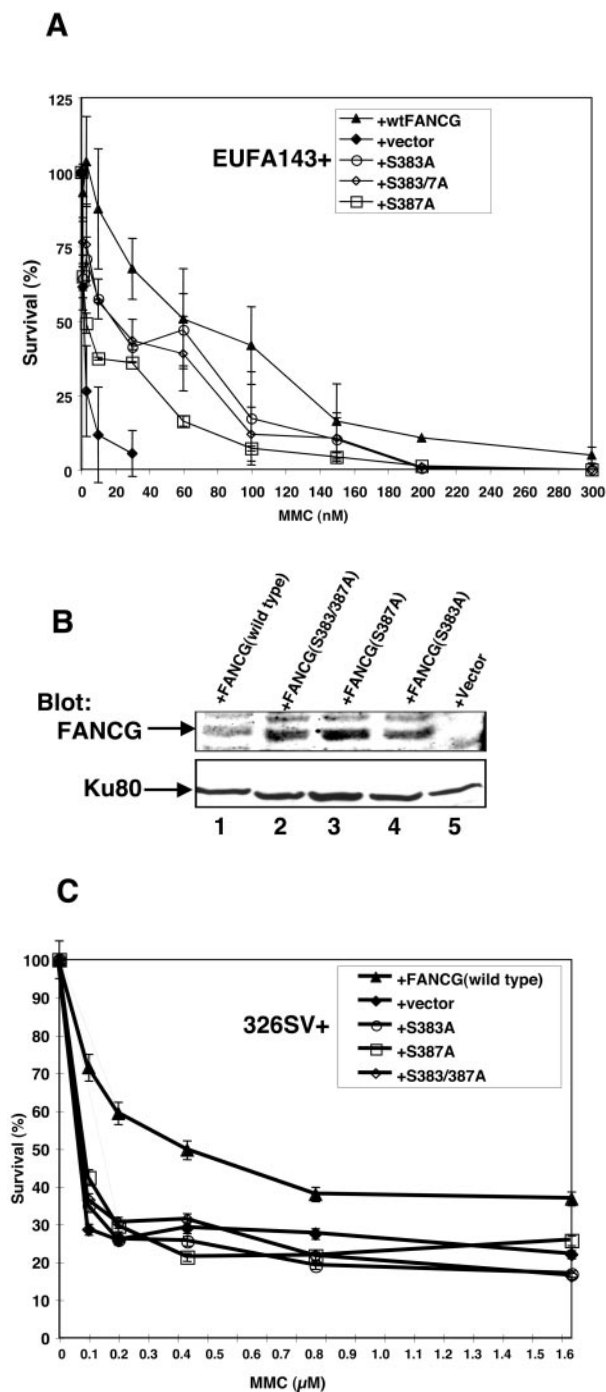 A
125
100
75
50
25
0
Survival (%)
EUFA143+
+wtFANCG
+vector
+S383A
+S383/7A
+S387A
0 20 40 60 80 100 120 140 160 180 200 220 240 260 280 300
MMC (nM)
B
+FANCG(wild type)
+FANCG(S383/387A)
+FANCG(S387A)
+FANCG(S383A)
+Vector
Blot:
FANCG
Ku80
1 2 3 4 5
C
100
90
80
70
60
50
40
30
20
10
0
Survival (%)
326SV+
+FANCG(wild type)
+vector
+S383A
+S387A
+S383/387A
0 0.1 0.2 0.4 0.4 0.5 0.6 0.7 0.8 0.9 1.0 1.1 1.2 1.3 1.4 1.5 1.6
MMC (µM)